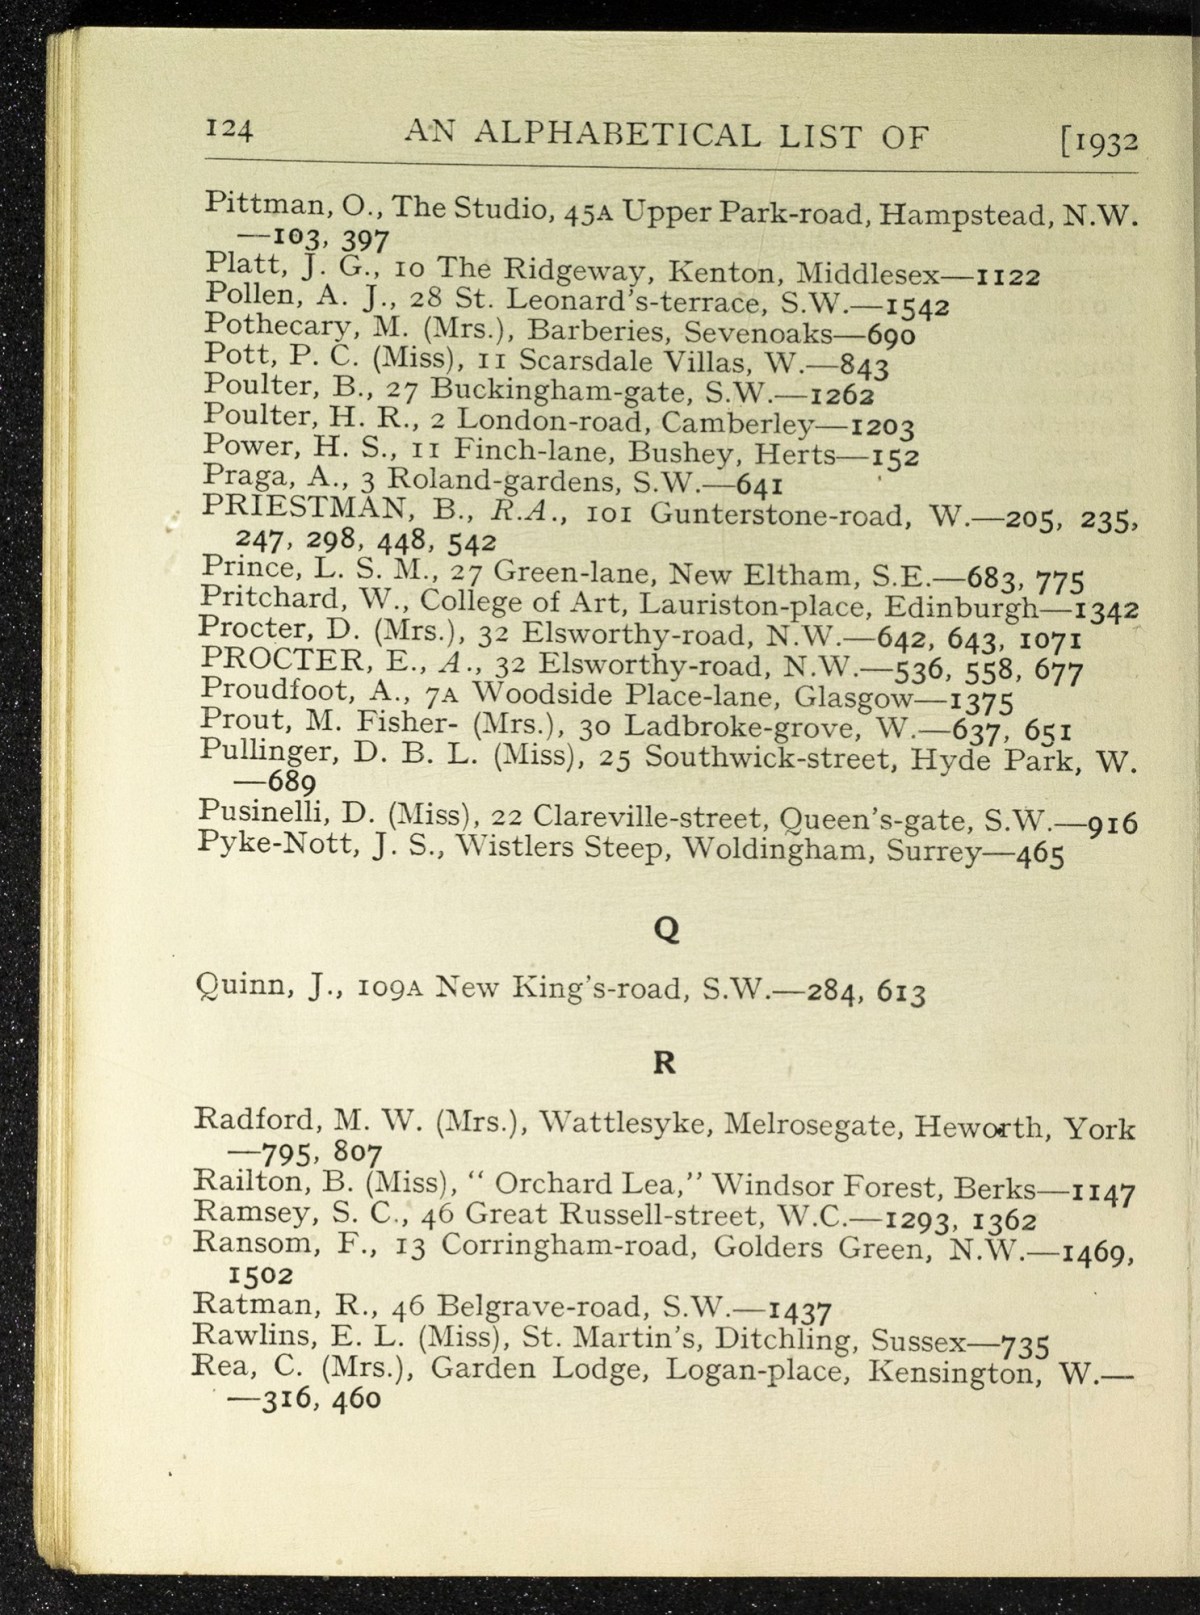 124 AN ALPHABETICAL LIST OF [1932
Pittman, O., The Studio, 45A Upper Park-road, Hampstead, N.W.
—103, 397
Platt, J. G., 10 The Ridgeway, Kenton, Middlesex—1122
Pollen, A. J., 28 St. Leonard's-terrace, S.W.—1542
Pothecary, M. (Mrs.), Barberies, Sevenoaks—690
Pott, P. C. (Miss), 11 Scarsdale Villas, W.—843
Poulter, B., 27 Buckingham-gate, S.W.—1262
Poulter, H. R., 2 London-road, Camberley—1203
Power, H. S., 11 Finch-lane, Bushey, Herts—152
Praga, A., 3 Roland-gardens, S.W.—641
PRIESTMAN, B., R.A., 101 Gunterstone-road, W.—205, 235,
247, 298, 448, 542
Prince, L. S. M., 27 Green-lane, New Eltham, S.E.—683, 775
Pritchard, W., College of Art, Lauriston-place, Edinburgh—1342
Procter, D. (Mrs.), 32 Elsworthy-road, N.W.—642, 643, 1071
PROCTER, E., A., 32 Elsworthy-road, N.W.—536, 558, 677
Proudfoot, A., 7A Woodside Place-lane, Glasgow—1375
Prout, M. Fisher- (Mrs.), 30 Ladbroke-grove, W.—637, 651
Pullinger, D. B. L. (Miss), 25 Southwick-street, Hyde Park, W.
—689
Pusinelli, D. (Miss), 22 Clareville-street, Queen's-gate, S.W.—916
Pyke-Nott, J. S., Wistlers Steep, Woldingham, Surrey—465
Q
Quinn, J., 109A New King's-road, S.W.—284, 613
R
Radford, M. W. (Mrs.), Wattlesyke, Melrosegate, Heworth, York
—795, 807
Railton, B. (Miss), “ Orchard Lea,” Windsor Forest, Berks—1147
Ramsey, S. C., 46 Great Russell-street, W.C.—1293, 1362
Ransom, F., 13 Corringham-road, Golders Green, N.W.—1469,
1502
Ratman, R., 46 Belgrave-road, S.W.—1437
Rawlins, E. L. (Miss), St. Martin's, Ditchling, Sussex—735
Rea, C. (Mrs.), Garden Lodge, Logan-place, Kensington, W.—
—316, 460